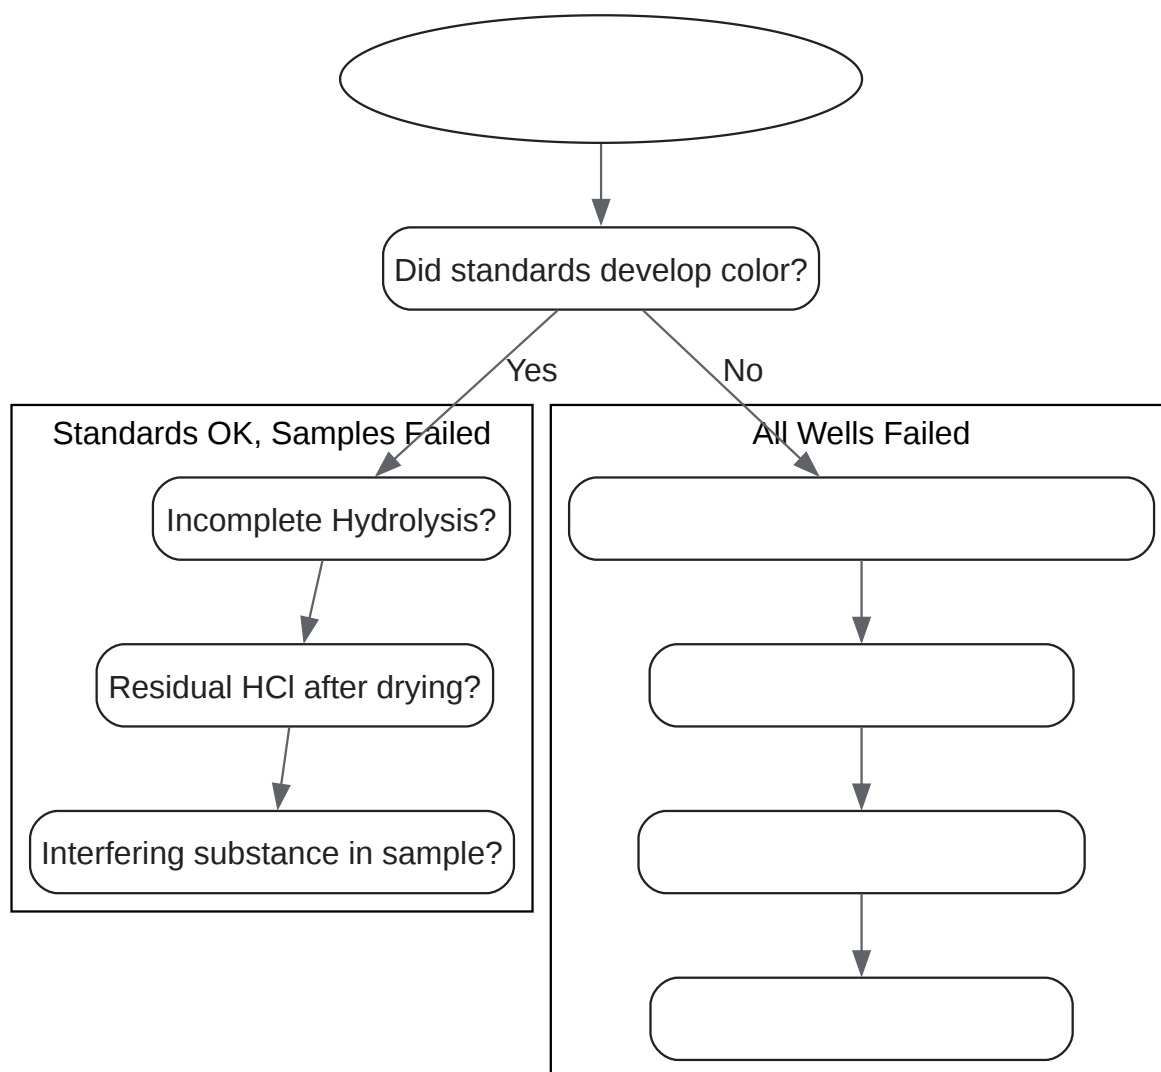 Did standards develop color?
Yes
No
Standards OK, Samples Failed
All Wells Failed
Incomplete Hydrolysis?
Residual HCl after drying?
Interfering substance in sample?